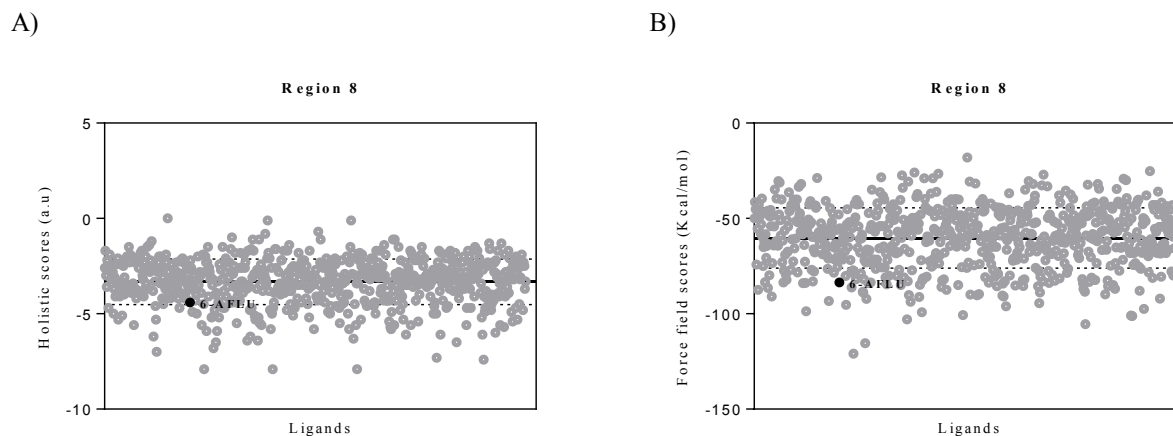 A)
B)
Region 8
Region 8
Holistic scores (a.u)
5
0
-5
-10
6-AFLU
Ligands
Force field scores (Kcal/mol)
0
-50
-100
-150
6-AFLU
Ligands